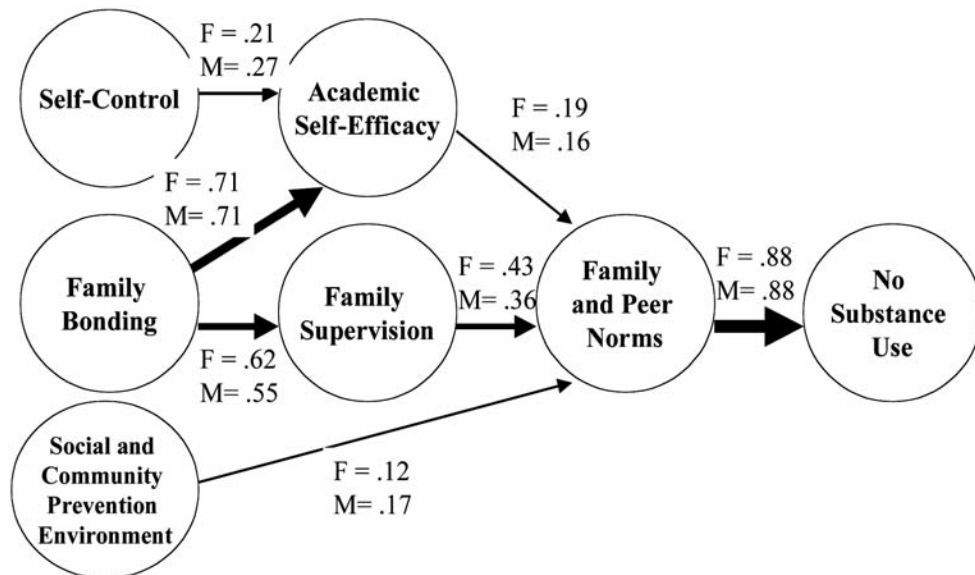 F = .21
M= .27
Self-Control
Academic
Self-Efficacy
F = .19
M= .16
F = .71
M= .71
Family
Bonding
Family
Supervision
F = .43
M= .36
Family
and Peer
Norms
F = .88
M= .88
No
Substance
Use
F = .62
M= .55
Social and
Community
Prevention
Environment
F = .12
M= .17